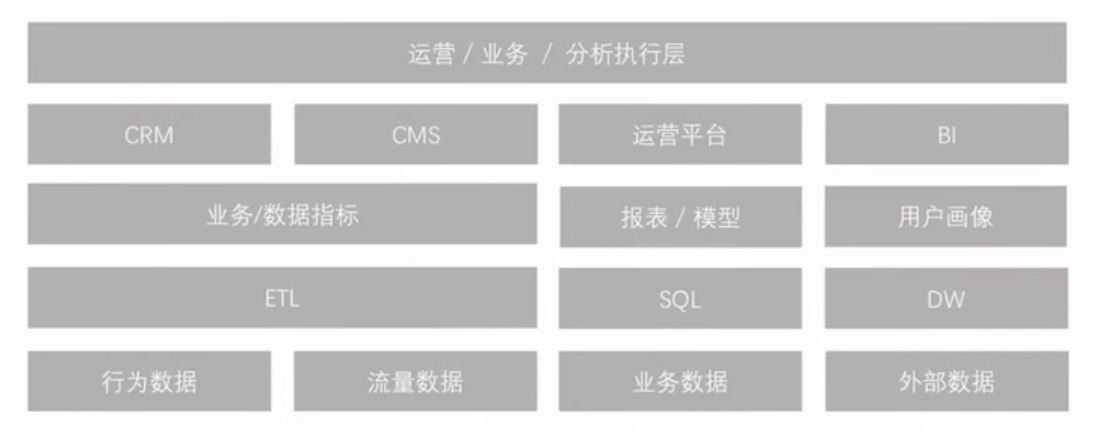 运营 / 业务 / 分析执行层
CRM CMS 运营平台 BI
业务/数据指标 报表 / 模型 用户画像
ETL SQL DW
行为数据 流量数据 业务数据 外部数据